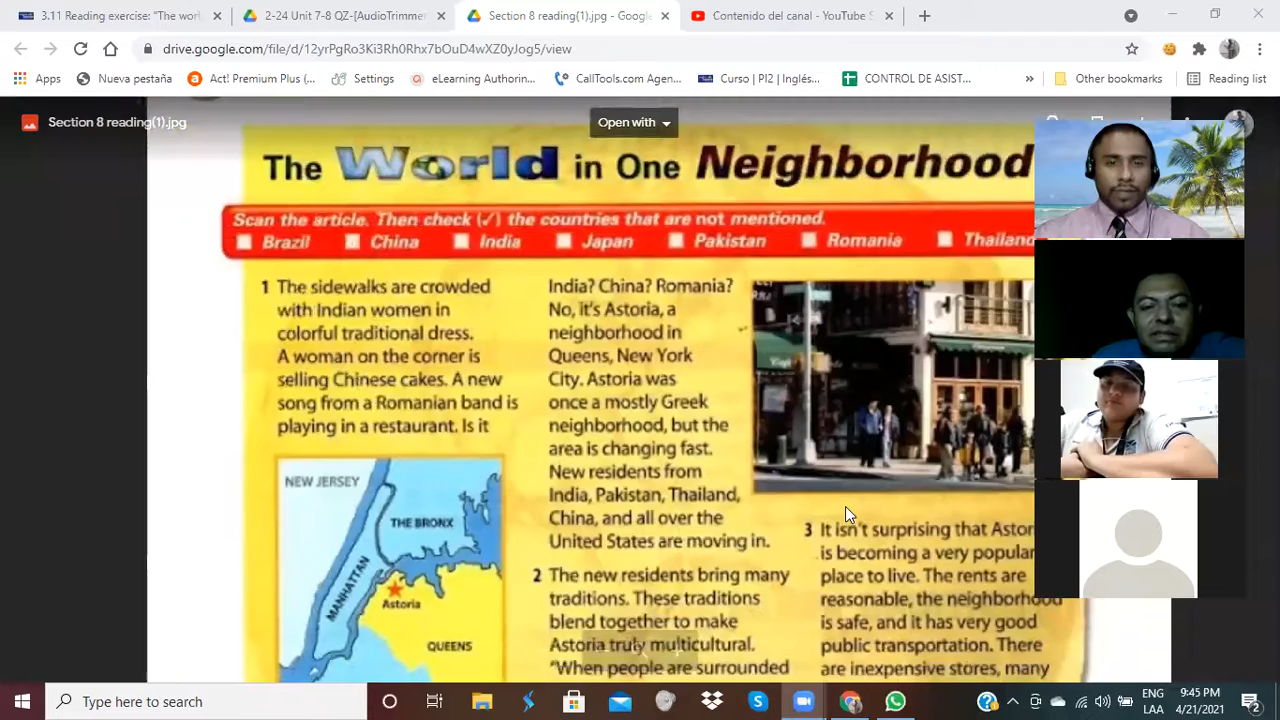 3.11 Reading exercise: "The worl
2-24 Unit 7-8 QZ-[AudioTrimmer
Section 8 reading(1).jpg - Google
Contenido del canal - YouTube S
drive.google.com/file/d/12yrPgRo3Ki3Rh0Rhx7bOuD4wXZ0yJog5/view
Apps
Nueva pestaña
Act! Premium Plus (...
Settings
eLearning Authorin...
CallTools.com Agen...
Curso | PI2 | Inglés...
CONTROL DE ASIST...
Other bookmarks
Reading list
Section 8 reading(1).jpg
Open with
The World in One Neighborhood
Scan the article. Then check (✓) the countries that are not mentioned.
Brazil China India Japan Pakistan Romania Thailand
1 The sidewalks are crowded
with Indian women in
colorful traditional dress.
A woman on the corner is
selling Chinese cakes. A new
song from a Romanian band is
playing in a restaurant. Is it
NEW JERSEY
THE BRONX
MANHATTAN
Astoria
QUEENS
India? China? Romania?
No, it's Astoria, a
neighborhood in
Queens, New York
City. Astoria was
once a mostly Greek
neighborhood, but the
area is changing fast.
New residents from
India, Pakistan, Thailand,
China, and all over the
United States are moving in.
2 The new residents bring many
traditions. These traditions
blend together to make
Astoria truly multicultural.
"When people are surrounded
3 It isn't surprising that Astor
is becoming a very popular
place to live. The rents are
reasonable, the neighborhood
is safe, and it has very good
public transportation. There
are inexpensive stores, many
Type here to search
ENG
LAA
9:45 PM
4/21/2021
2